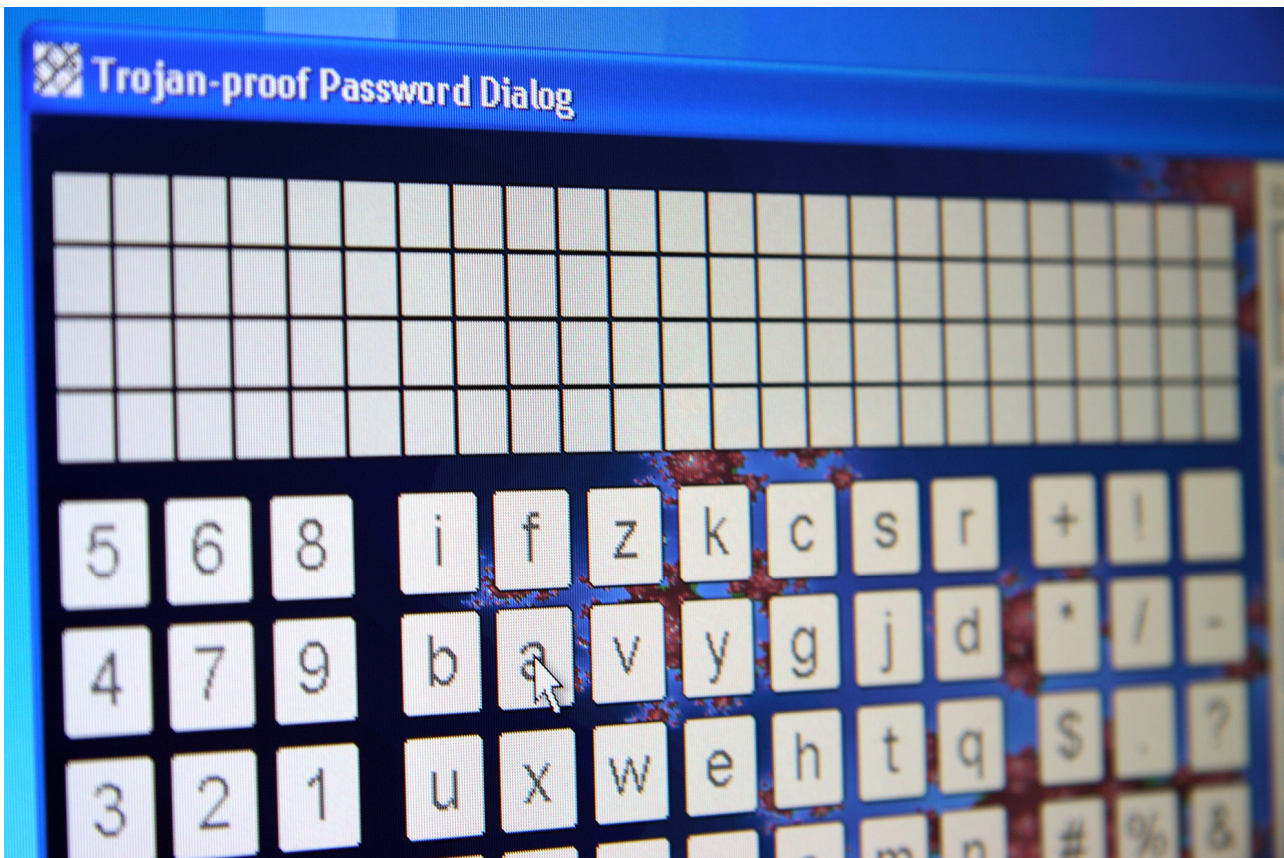 Trojan-proof Password Dialog
5 6 8 i f z k c s r + !
4 7 9 b a v y g j d * / -
3 2 1 u x w e h t q $ . ?
m n # % &